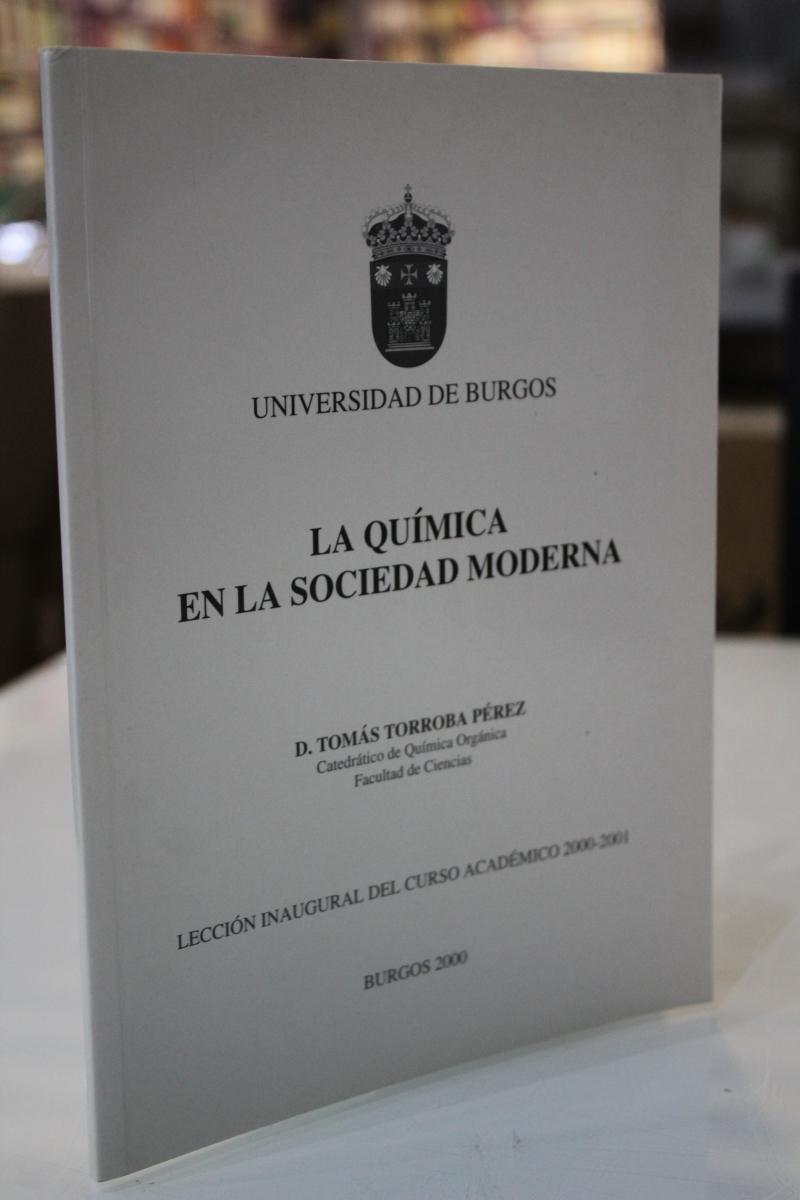 UNIVERSIDAD DE BURGOS
LA QUÍMICA
EN LA SOCIEDAD MODERNA
D. TOMÁS TORROBA PÉREZ
Catedrático de Química Orgánica
Facultad de Ciencias
LECCIÓN INAUGURAL DEL CURSO ACADÉMICO 2000-2001
BURGOS 2000